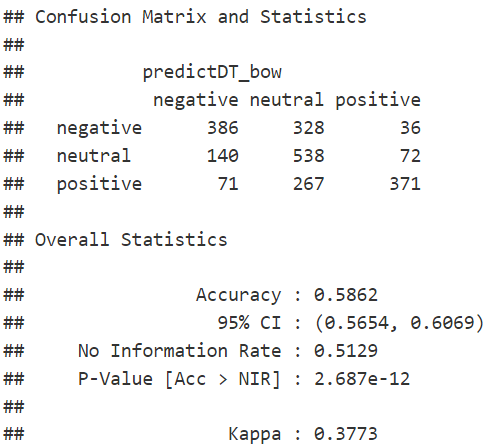 ## Confusion Matrix and Statistics
##
##           predictDT_bow
##            negative neutral positive
##   negative      386     328       36
##   neutral       140     538       72
##   positive       71     267      371
##
## Overall Statistics
##
##                Accuracy : 0.5862
##                  95% CI : (0.5654, 0.6069)
##     No Information Rate : 0.5129
##     P-Value [Acc > NIR] : 2.687e-12
##
##                   Kappa : 0.3773